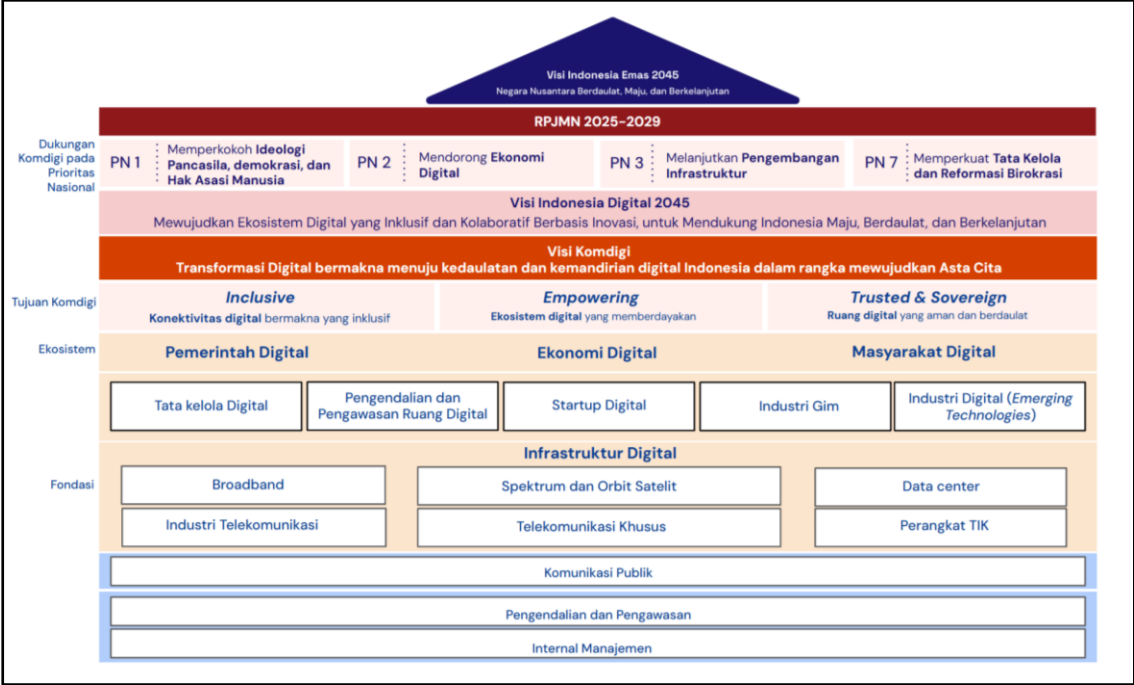 Visi Indonesia Emas 2045
Negara Nusantara Berdaulat, Maju, dan Berkelanjutan
RPJMN 2025-2029
Dukungan
Komdigi pada
Prioritas
Nasional
PN 1
Memperkokoh Ideologi
Pancasila, demokrasi, dan
Hak Asasi Manusia
PN 2
Mendorong Ekonomi
Digital
PN 3
Melanjutkan Pengembangan
Infrastruktur
PN 7
Memperkuat Tata Kelola
dan Reformasi Birokrasi
Visi Indonesia Digital 2045
Mewujudkan Ekosistem Digital yang Inklusif dan Kolaboratif Berbasis Inovasi, untuk Mendukung Indonesia Maju, Berdaulat, dan Berkelanjutan
Visi Komdigi
Transformasi Digital bermakna menuju kedaulatan dan kemandirian digital Indonesia dalam rangka mewujudkan Asta Cita
Tujuan Komdigi
Inclusive
Konektivitas digital bermakna yang inklusif
Empowering
Ekosistem digital yang memberdayakan
Trusted & Sovereign
Ruang digital yang aman dan berdaulat
Ekosistem
Pemerintah Digital
Ekonomi Digital
Masyarakat Digital
Tata kelola Digital
Pengendalian dan
Pengawasan Ruang Digital
Startup Digital
Industri Gim
Industri Digital (Emerging
Technologies)
Fondasi
Infrastruktur Digital
Broadband
Spektrum dan Orbit Satelit
Data center
Industri Telekomunikasi
Telekomunikasi Khusus
Perangkat TIK
Komunikasi Publik
Pengendalian dan Pengawasan
Internal Manajemen